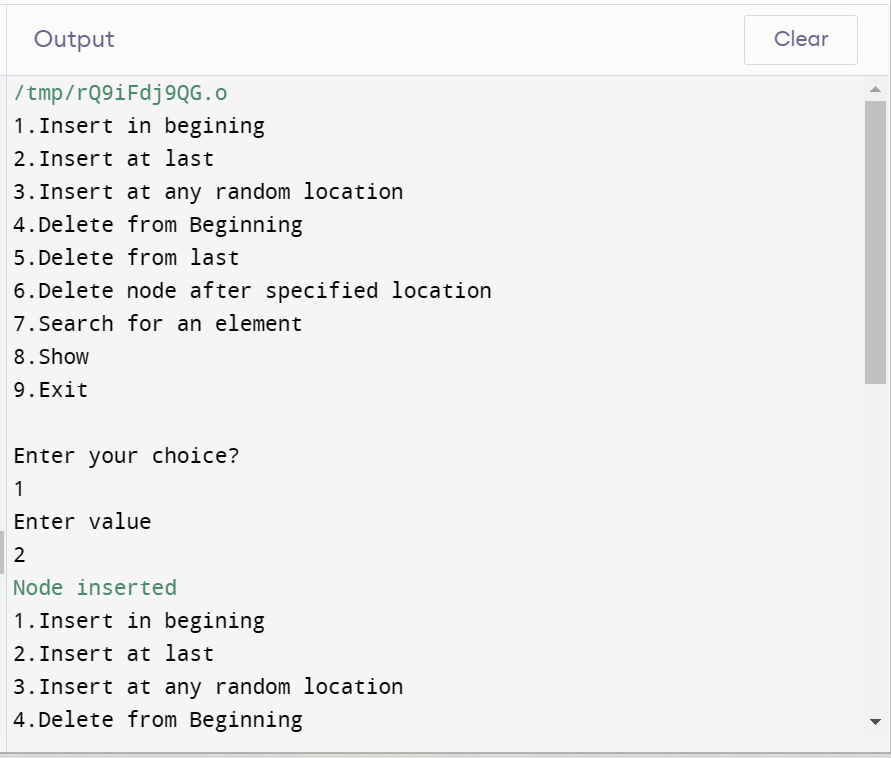 Output
Clear
/tmp/rQ9iFdj9QG.o
1.Insert in begining
2.Insert at last
3.Insert at any random location
4.Delete from Beginning
5.Delete from last
6.Delete node after specified location
7.Search for an element
8.Show
9.Exit
Enter your choice?
1
Enter value
2
Node inserted
1.Insert in begining
2.Insert at last
3.Insert at any random location
4.Delete from Beginning